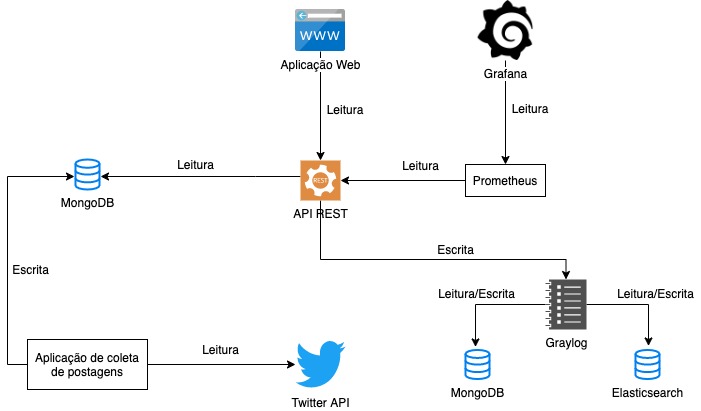 WWW
Aplicação Web
Grafana
Leitura
Leitura
Leitura
Leitura
REST
Prometheus
MongoDB
API REST
Escrita
Escrita
Leitura/Escrita
Leitura/Escrita
Graylog
Aplicação de coleta
de postagens
Leitura
MongoDB
Elasticsearch
Twitter API